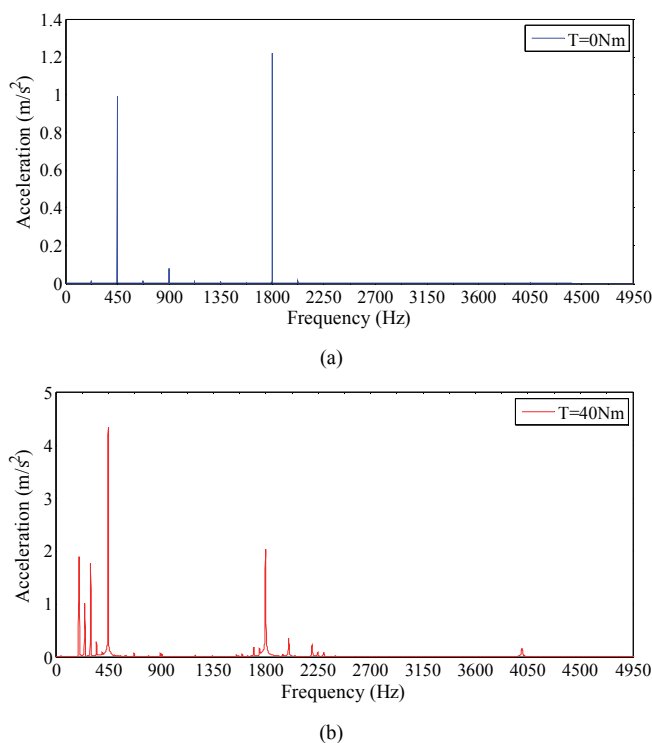 1.4
1.2
1
0.8
0.6
0.4
0.2
0
Acceleration (m/s²)
T=0Nm
0 450 900 1350 1800 2250 2700 3150 3600 4050 4500 4950
Frequency (Hz)
(a)
5
4
3
2
1
0
Acceleration (m/s²)
T=40Nm
0 450 900 1350 1800 2250 2700 3150 3600 4050 4500 4950
Frequency (Hz)
(b)